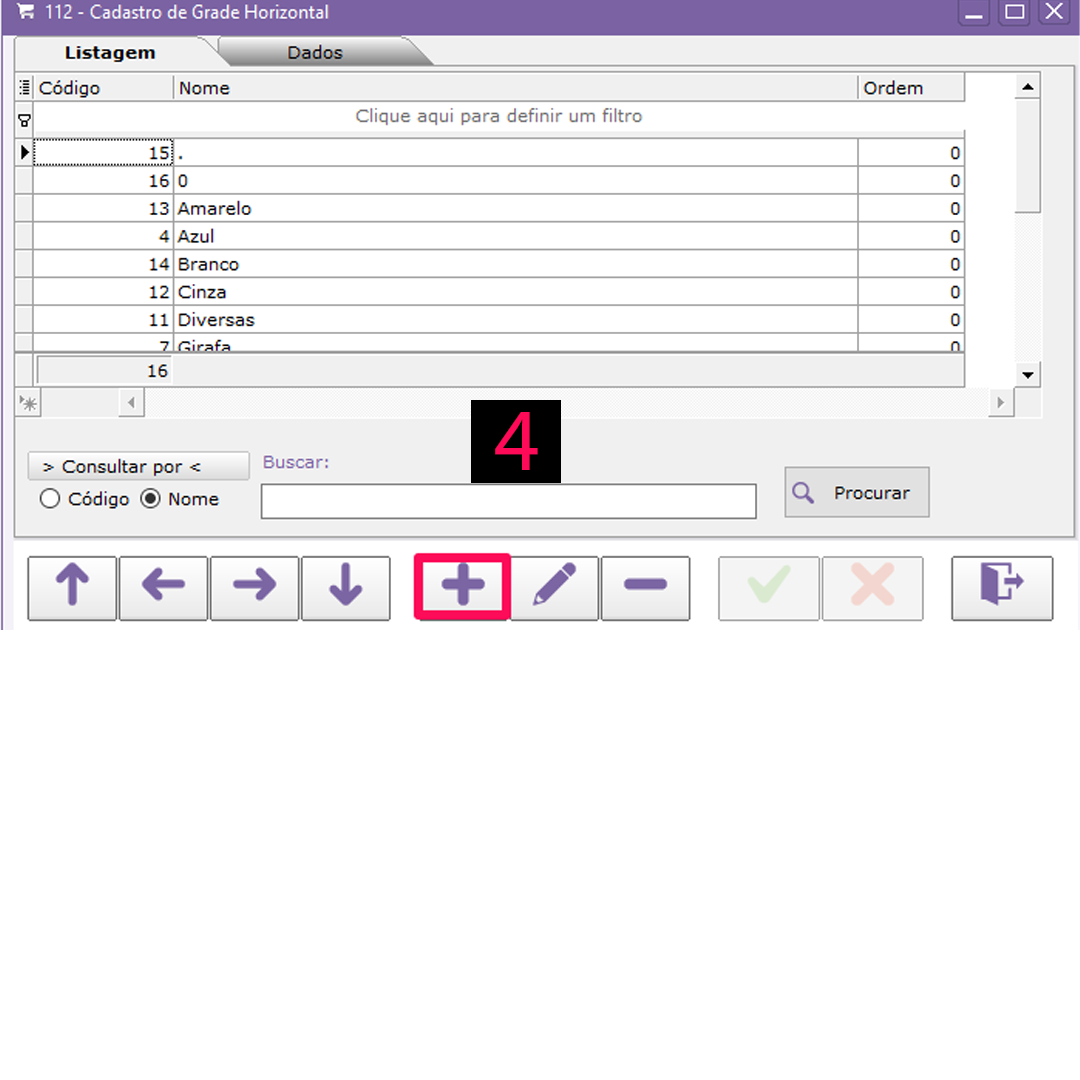 112 - Cadastro de Grade Horizontal
Listagem Dados
Código Nome Ordem
Clique aqui para definir um filtro
15 . 0
16 0 0
13 Amarelo 0
4 Azul 0
14 Branco 0
12 Cinza 0
11 Diversas 0
7 Girafa 0
16
4
> Consultar por < Buscar:
Código Nome Procurar